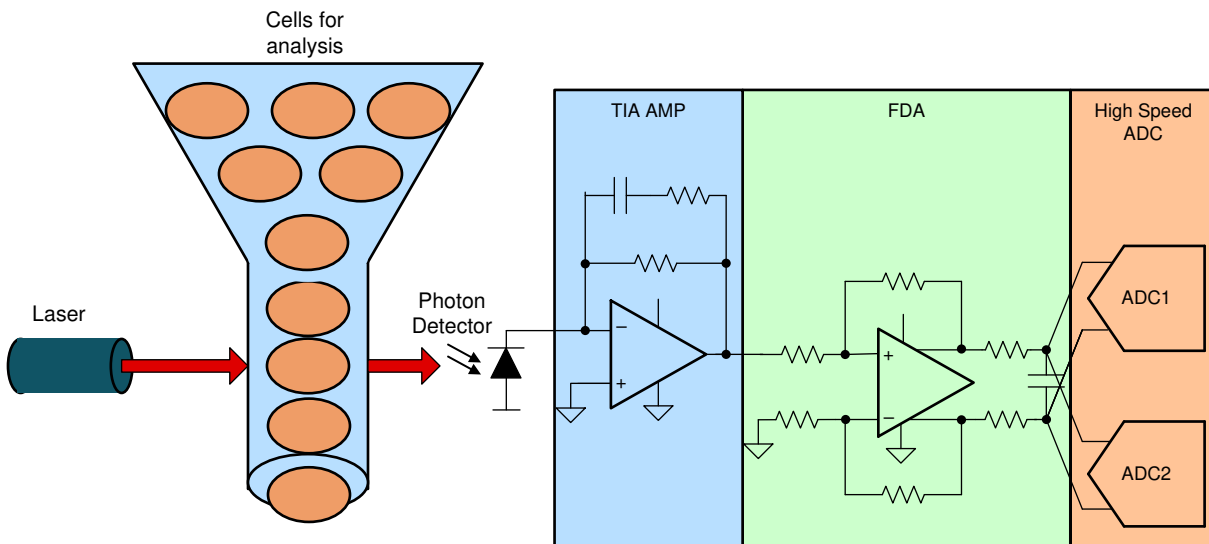 Cells for
analysis
Laser
Photon
Detector
TIA AMP
FDA
High Speed
ADC
−
+
+
−
ADC1
ADC2